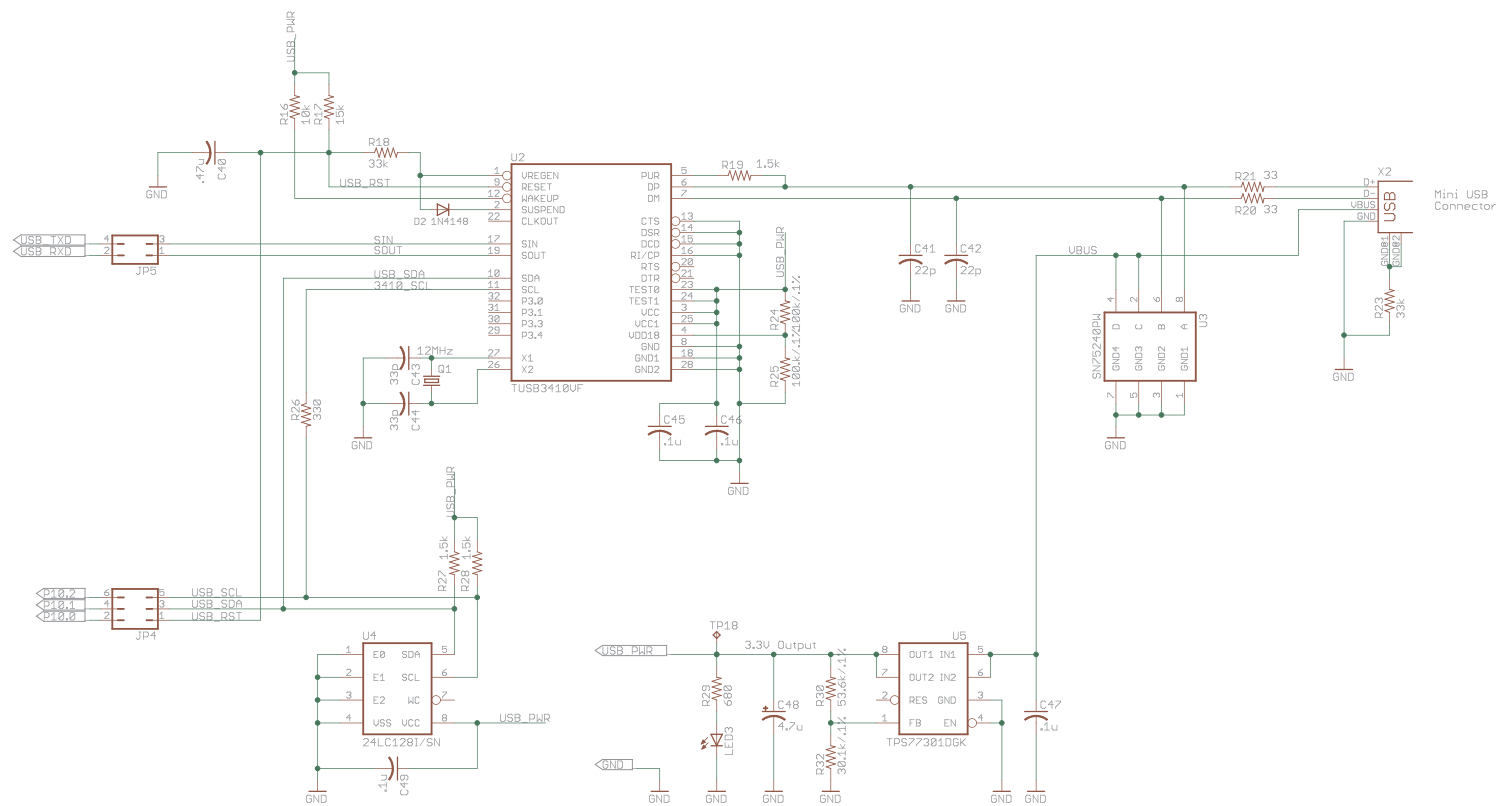 USB_PWR
R16
10k
R17
15k
R18
33k
.47u
C40
GND
USB_RST
D2 1N4148
U2
1 VREGEN
9 RESET
12 WAKEUP
2 SUSPEND
22 CLKOUT
17 SIN
19 SOUT
10 SDA
11 SCL
32 P3.0
31 P3.1
30 P3.3
29 P3.4
27 X1
26 X2
PUR 5
DP 6
DM 7
CTS 13
DSR 14
DCD 15
RI/CP 16
RTS 20
DTR 21
TEST0 23
TEST1 24
VCC 3
VCC1 25
VDD18 4
GND 8
GND1 18
GND2 28
TUSB3410VF
R19 1.5k
USB_PWR
R24
100k/.1%
R25
100.k/.1%
C41
22p
GND
C42
22p
GND
R21 33
R20 33
X2
D+
D-
VBUS
GND
USB
GND@1
GND@2
Mini USB
Connector
R23
33k
GND
VBUS
4 2 6 8
D C B A
U3
SN75240PW
GND4 GND3 GND2 GND1
7 5 3 1
GND
USB_TXD
USB_RXD
4 3
2 1
JP5
SIN
SOUT
USB_SDA
3410_SCL
12MHz
Q1
33p
C43
33p
C44
GND
R26
330
C45
.1u
C46
.1u
GND
USB_PWR
1.5k
R27
1.5k
R28
P10.2
P10.1
P10.0
6 5
4 3
2 1
JP4
USB_SCL
USB_SDA
USB_RST
U4
1 E0 SDA 5
2 E1 SCL 6
3 E2 WC 7
4 VSS VCC 8
24LC128I/SN
USB_PWR
.1u
C49
GND
USB_PWR
TP18
3.3V Output
R29
680
LED3
GND
C48
4.7u
GND
R30
53.6k/.1%
R32
30.1k/.1%
GND
U5
8 OUT1 IN1 5
7 OUT2 IN2 6
2 RES GND 3
1 FB EN 4
TPS77301DGK
GND
C47
.1u
GND
GND
GND